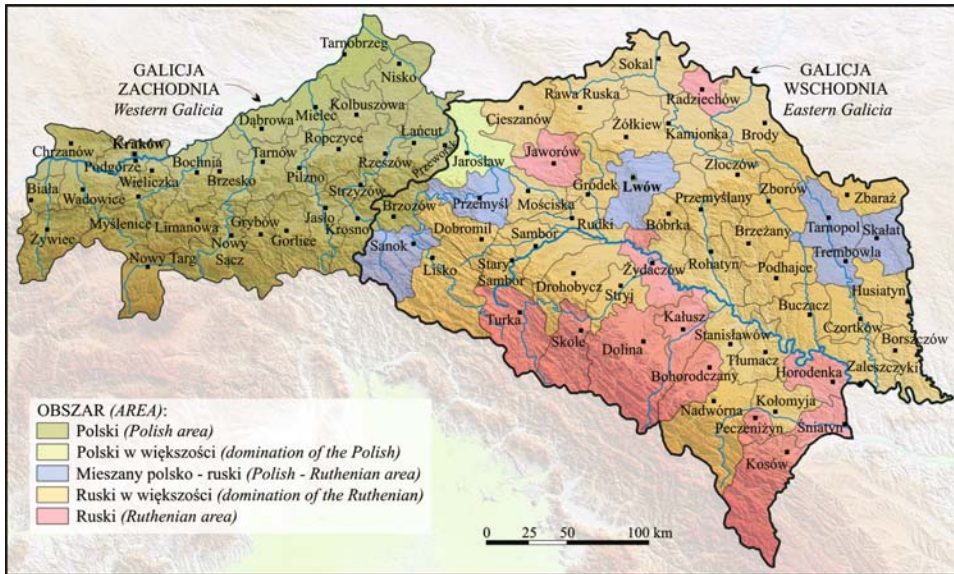 GALICJA
ZACHODNIA
Western Galicia
GALICJA
WSCHODNIA
Eastern Galicia
Tarnobrzeg
Nisko
Mielec
Kolbuszowa
Dąbrowa
Ropczyce
Łańcut
Przeworsk
Chrzanów
Kraków
Podgórze
Bochnia
Tarnów
Rzeszów
Wieliczka
Brzesko
Pilzno
Strzyżów
Biała
Wadowice
Myślenice
Limanowa
Grybów
Jasło
Krosno
Żywiec
Nowy
Sącz
Gorlice
Nowy Targ
Sokal
Radziechów
Rawa Ruska
Cieszanów
Żółkiew
Kamionka
Brody
Jarosław
Jaworów
Złoczów
Lwów
Gródek
Zborów
Zbaraż
Przemyśl
Mościska
Przemyślany
Brzozów
Dobromil
Rudki
Bóbrka
Tarnopol
Skałat
Sanok
Sambor
Brzeżany
Trembowla
Lisko
Stary
Sambor
Żydaczów
Rohatyn
Podhajce
Drohobycz
Stryj
Husiatyn
Buczacz
Turka
Kałusz
Czortków
Skole
Dolina
Stanisławów
Borszczów
Tłumacz
Zaleszczyki
Bohorodczany
Horodenka
Nadwórna
Kołomyja
Peczeniżyn
Śniatyn
Kosów
OBSZAR (AREA):
Polski (Polish area)
Polski w większości (domination of the Polish)
Mieszany polsko - ruski (Polish - Ruthenian area)
Ruski w większości (domination of the Ruthenian)
Ruski (Ruthenian area)
0 25 50 100 km